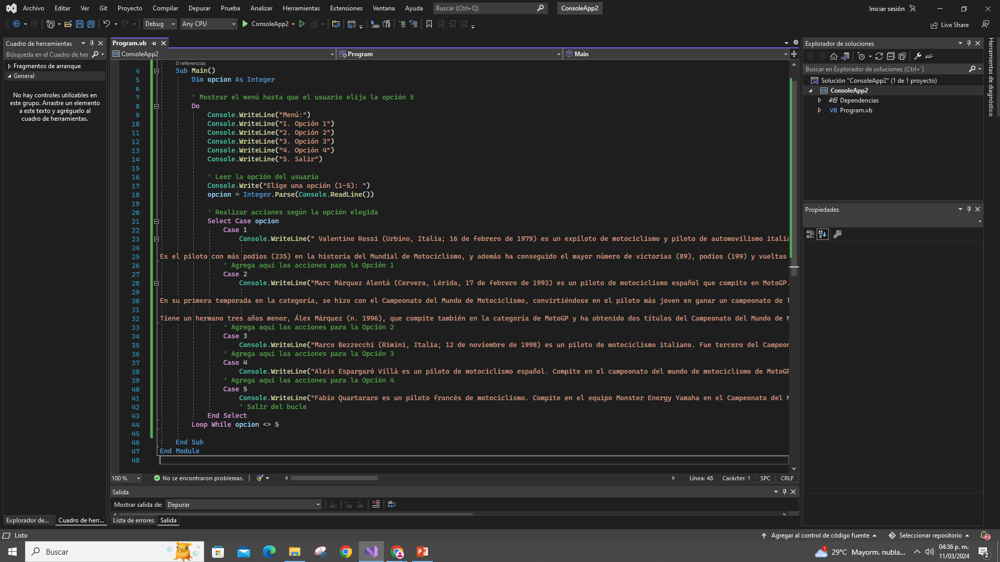 Archivo Editar Ver Git Proyecto Compilar Depurar Prueba Analizar Herramientas Extensiones Ventana Ayuda Buscar (Ctrl+Q) ConsoleApp2 Iniciar sesión
Debug Any CPU ConsoleApp2 Live Share
Cuadro de herramientas
Búsqueda en el Cuadro de her
Fragmentos de arranque
General
No hay controles utilizables en
este grupo. Arrastre un elemento
a este texto y agréguelo al
cuadro de herramientas.
Explorador de... Cuadro de herr...
Program.vb
VB ConsoleApp2 Program Main
0 referencias
4 Sub Main()
5 Dim opcion As Integer
6
7 ' Mostrar el menú hasta que el usuario elija la opción 5
8 Do
9 Console.WriteLine("Menú:")
10 Console.WriteLine("1. Opción 1")
11 Console.WriteLine("2. Opción 2")
12 Console.WriteLine("3. Opción 3")
13 Console.WriteLine("4. Opción 4")
14 Console.WriteLine("5. Salir")
15
16 ' Leer la opción del usuario
17 Console.Write("Elige una opción (1-5): ")
18 opcion = Integer.Parse(Console.ReadLine())
19
20 ' Realizar acciones según la opción elegida
21 Select Case opcion
22 Case 1
23 Console.WriteLine(" Valentino Rossi (Urbino, Italia; 16 de febrero de 1979) es un expiloto de motociclismo y piloto de automovilismo italia
24
25 Es el piloto con más podios (235) en la historia del Mundial de Motociclismo, y además ha conseguido el mayor número de victorias (89), podios (199) y vueltas
26 ' Agrega aquí las acciones para la Opción 1
27 Case 2
28 Console.WriteLine("Marc Márquez Alentà (Cervera, Lérida, 17 de febrero de 1993) es un piloto de motociclismo español que compite en MotoGP.
29
30 En su primera temporada en la categoría, se hizo con el Campeonato del Mundo de Motociclismo, convirtiéndose en el piloto más joven en ganar un campeonato de l
31
32 Tiene un hermano tres años menor, Álex Márquez (n. 1996), que compite también en la categoría de MotoGP y ha obtenido dos títulos del Campeonato del Mundo de M
33 ' Agrega aquí las acciones para la Opción 2
34 Case 3
35 Console.WriteLine("Marco Bezzecchi (Rimini, Italia; 12 de noviembre de 1998) es un piloto de motociclismo italiano. Fue tercero del Campeon
36 ' Agrega aquí las acciones para la Opción 3
37 Case 4
38 Console.WriteLine("Aleix Espargaró Villà es un piloto de motociclismo español. Compite en el campeonato del mundo de motociclismo de MotoGP
39 ' Agrega aquí las acciones para la Opción 4
40 Case 5
41 Console.WriteLine("Fabio Quartararo es un piloto francés de motociclismo. Compite en el equipo Monster Energy Yamaha en el Campeonato del M
42 ' Salir del bucle
43 End Select
44 Loop While opcion <> 5
45
46 End Sub
47 End Module
48
100 % No se encontraron problemas. Línea: 48 Carácter: 1 SPC CRLF
Salida
Mostrar salida de: Depurar
Lista de errores Salida
Explorador de soluciones
Buscar en Explorador de soluciones (Ctrl+´)
Solución "ConsoleApp2" (1 de 1 proyecto)
VB ConsoleApp2
Dependencias
VB Program.vb
Propiedades
Herramientas de diagnóstico
Listo Agregar al control de código fuente Seleccionar repositorio 2
Buscar 1 29°C Mayorm. nubla... 04:36 p. m.
11/03/2024 2